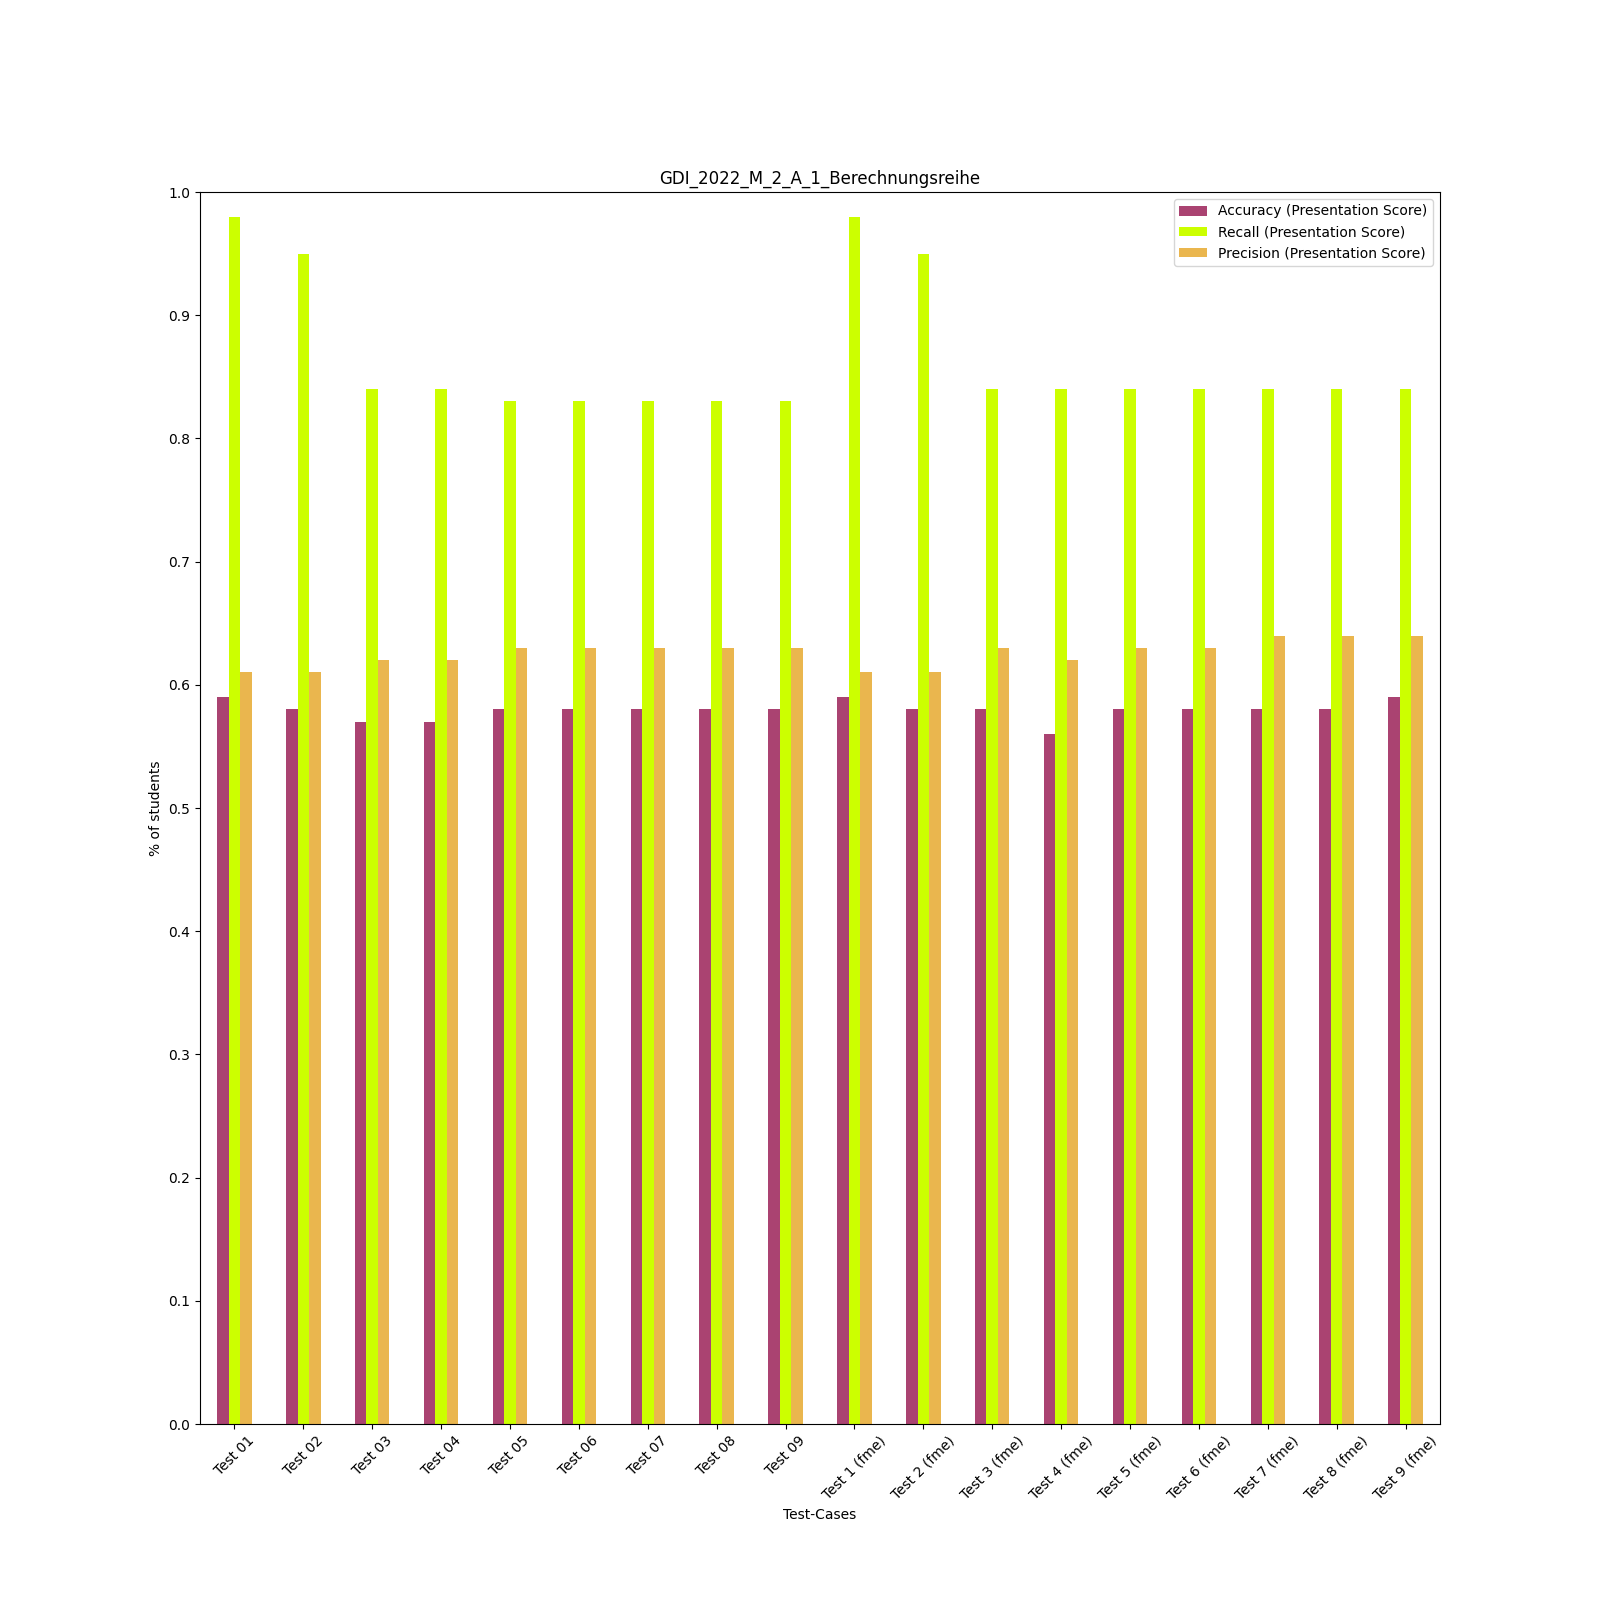 GDI_2022_M_2_A_1_Berechnungsreihe
Accuracy (Presentation Score)
Recall (Presentation Score)
Precision (Presentation Score)
1.0
0.9
0.8
0.7
0.6
0.5
0.4
0.3
0.2
0.1
0.0
% of students
Test 01
Test 02
Test 03
Test 04
Test 05
Test 06
Test 07
Test 08
Test 09
Test 1 (fme)
Test 2 (fme)
Test 3 (fme)
Test 4 (fme)
Test 5 (fme)
Test 6 (fme)
Test 7 (fme)
Test 8 (fme)
Test 9 (fme)
Test-Cases